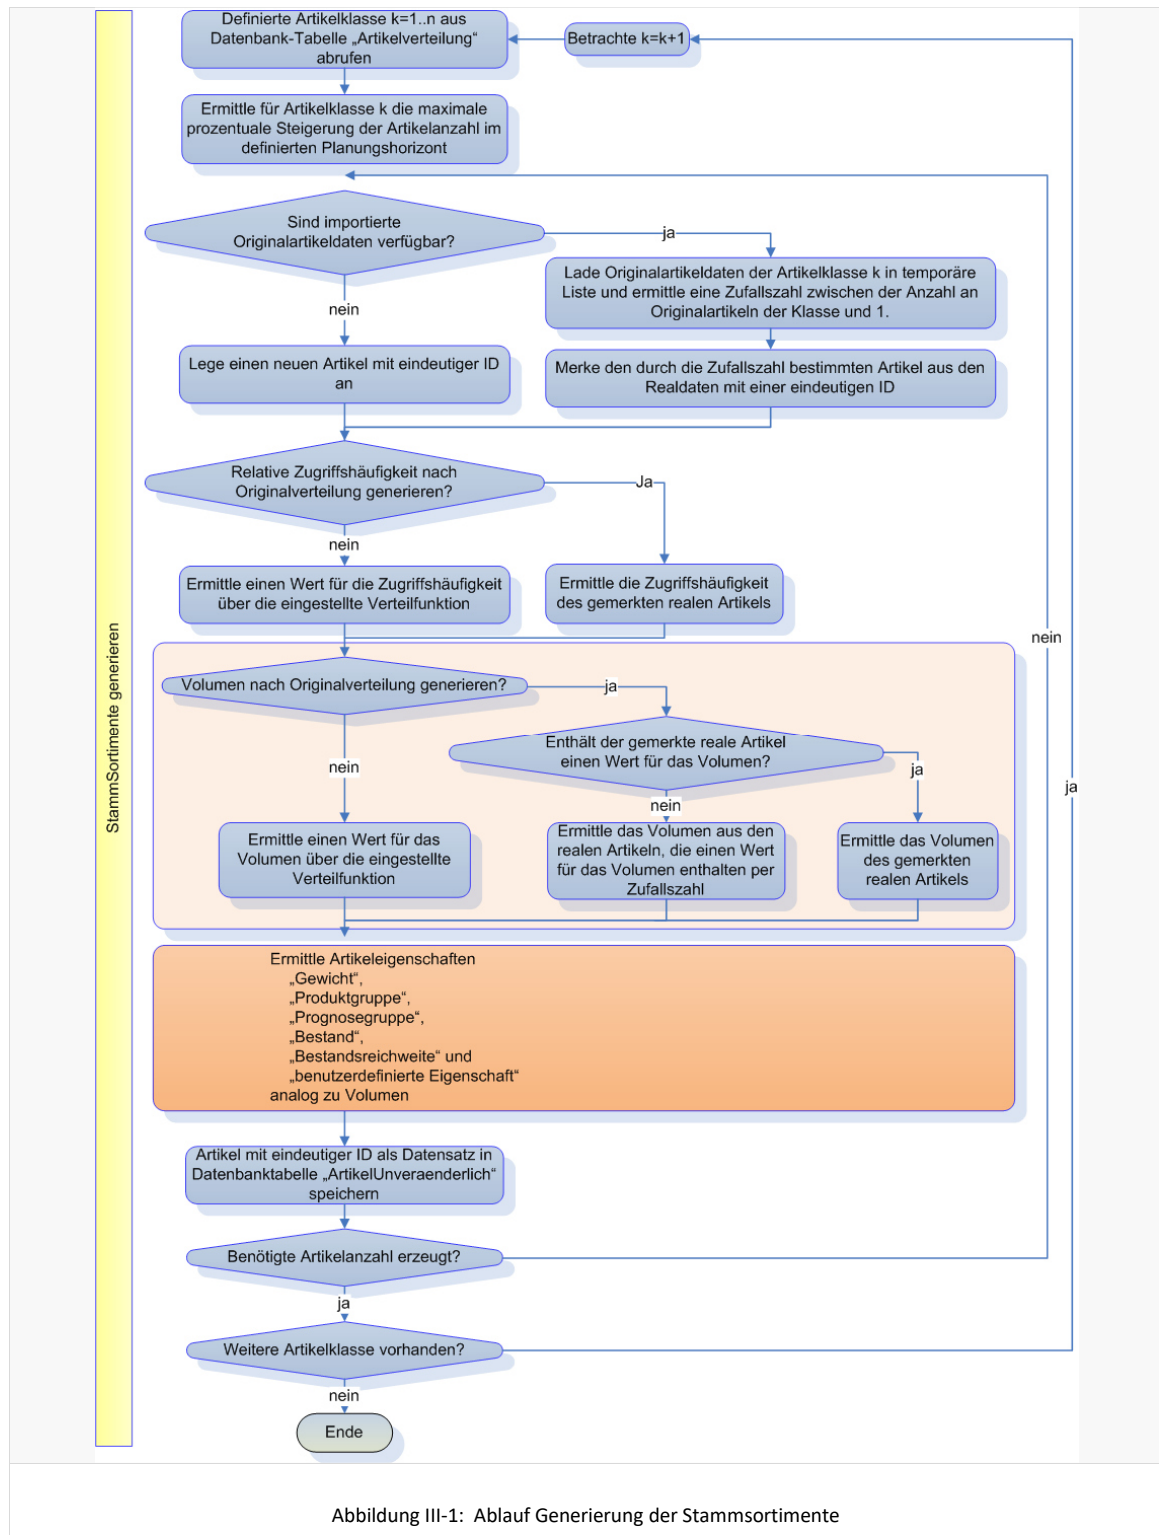 StammSortimente generieren
Definierte Artikelklasse k=1..n aus
Datenbank-Tabelle „Artikelverteilung“
abrufen
Betrachte k=k+1
Ermittle für Artikelklasse k die maximale
prozentuale Steigerung der Artikelanzahl im
definierten Planungshorizont
Sind importierte
Originalartikeldaten verfügbar?
ja
nein
Lade Originalartikeldaten der Artikelklasse k in temporäre
Liste und ermittle eine Zufallszahl zwischen der Anzahl an
Originalartikeln der Klasse und 1.
Lege einen neuen Artikel mit eindeutiger ID
an
Merke den durch die Zufallszahl bestimmten Artikel aus den
Realdaten mit einer eindeutigen ID
Relative Zugriffshäufigkeit nach
Originalverteilung generieren?
Ja
nein
Ermittle einen Wert für die Zugriffshäufigkeit
über die eingestellte Verteilfunktion
Ermittle die Zugriffshäufigkeit
des gemerkten realen Artikels
nein
Volumen nach Originalverteilung generieren?
ja
Enthält der gemerkte reale Artikel
einen Wert für das Volumen?
nein
ja
ja
nein
Ermittle einen Wert für das
Volumen über die eingestellte
Verteilfunktion
Ermittle das Volumen aus den
realen Artikeln, die einen Wert
für das Volumen enthalten per
Zufallszahl
Ermittle das Volumen
des gemerkten
realen Artikels
Ermittle Artikeleigenschaften
„Gewicht“,
„Produktgruppe“,
„Prognosegruppe“,
„Bestand“,
„Bestandsreichweite“ und
„benutzerdefinierte Eigenschaft“
analog zu Volumen
Artikel mit eindeutiger ID als Datensatz in
Datenbanktabelle „ArtikelUnveraenderlich“
speichern
Benötigte Artikelanzahl erzeugt?
ja
Weitere Artikelklasse vorhanden?
nein
Ende
Abbildung III-1: Ablauf Generierung der Stammsortimente